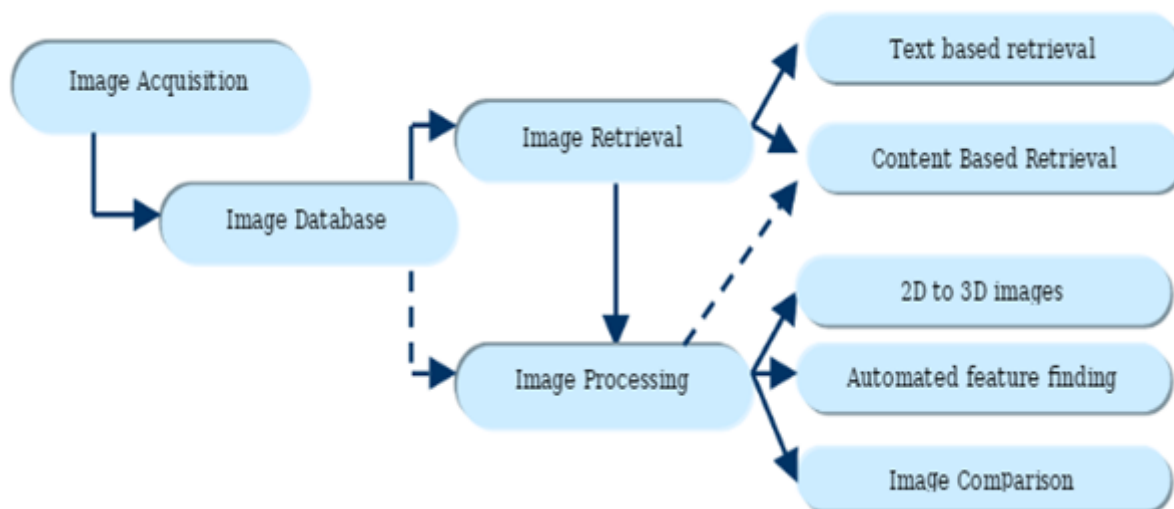 Image Acquisition
Image Database
Image Retrieval
Image Processing
Text based retrieval
Content Based Retrieval
2D to 3D images
Automated feature finding
Image Comparison